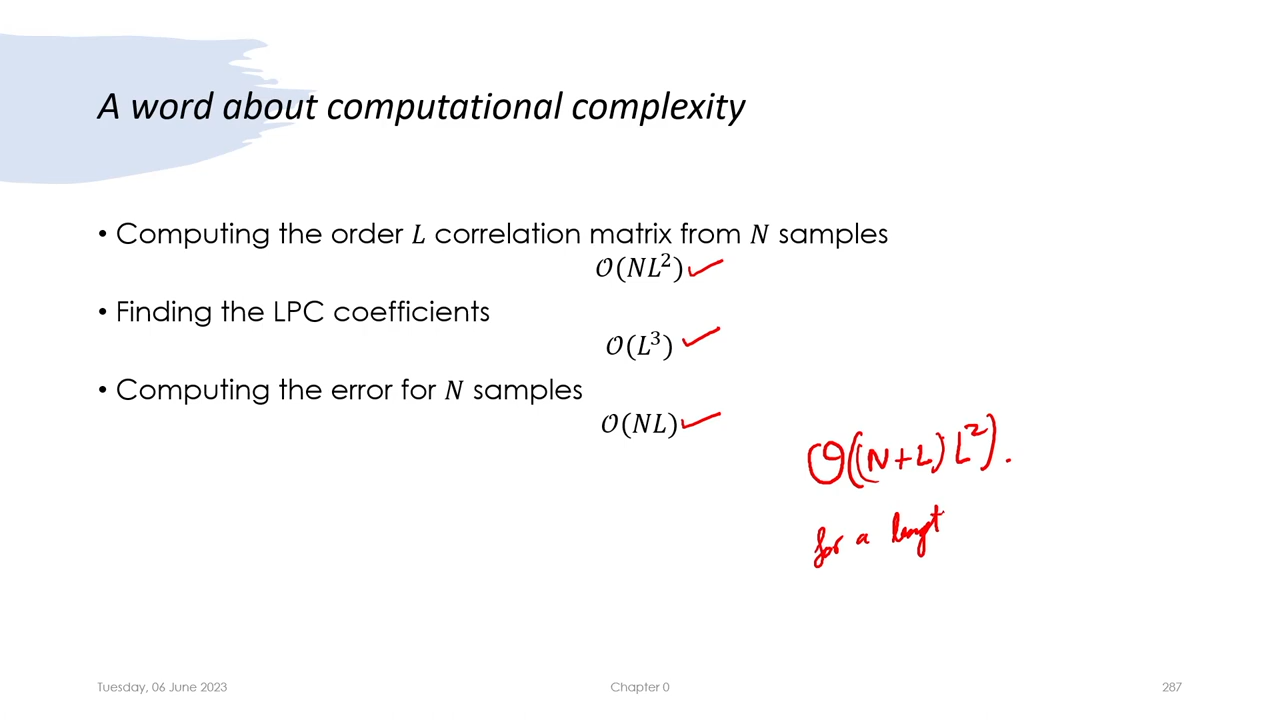 A word about computational complexity
• Computing the order 𝐿 correlation matrix from 𝑁 samples
𝒪(𝑁𝐿²)
• Finding the LPC coefficients
𝒪(𝐿³)
• Computing the error for 𝑁 samples
𝒪(𝑁𝐿)
O((N+L)L²).
for a lengt
Tuesday, 06 June 2023
Chapter 0
287